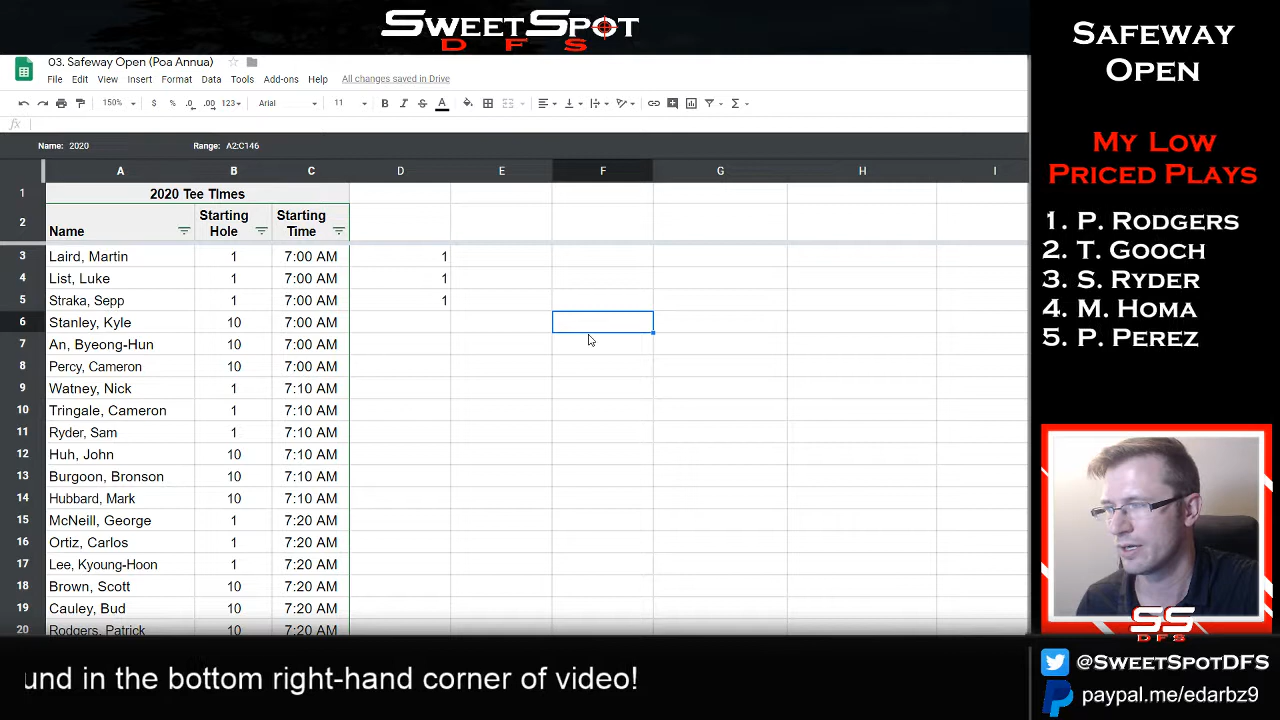 SweetSpot
DFS
03. Safeway Open (Poa Annua)
File Edit View Insert Format Data Tools Add-ons Help All changes saved in Drive
150% $ % .0 .00 123 Arial 11 B I S A
fx
Name: 2020 Range: A2:C146
A B C D E F G H I
1 2020 Tee TImes
2 Name Starting Hole Starting Time
3 Laird, Martin 1 7:00 AM 1
4 List, Luke 1 7:00 AM 1
5 Straka, Sepp 1 7:00 AM 1
6 Stanley, Kyle 10 7:00 AM
7 An, Byeong-Hun 10 7:00 AM
8 Percy, Cameron 10 7:00 AM
9 Watney, Nick 1 7:10 AM
10 Tringale, Cameron 1 7:10 AM
11 Ryder, Sam 1 7:10 AM
12 Huh, John 10 7:10 AM
13 Burgoon, Bronson 10 7:10 AM
14 Hubbard, Mark 10 7:10 AM
15 McNeill, George 1 7:20 AM
16 Ortiz, Carlos 1 7:20 AM
17 Lee, Kyoung-Hoon 1 7:20 AM
18 Brown, Scott 10 7:20 AM
19 Cauley, Bud 10 7:20 AM
20 Rodgers, Patrick 10 7:20 AM
Safeway
Open
My Low
Priced Plays
1. P. Rodgers
2. T. Gooch
3. S. Ryder
4. M. Homa
5. P. Perez
SS
DFS
@SweetSpotDFS
paypal.me/edarbz9
und in the bottom right-hand corner of video!